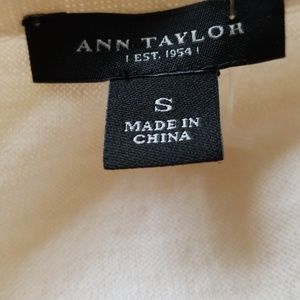 ANN TAYLOR
| EST. 1954 |
S
MADE IN
CHINA